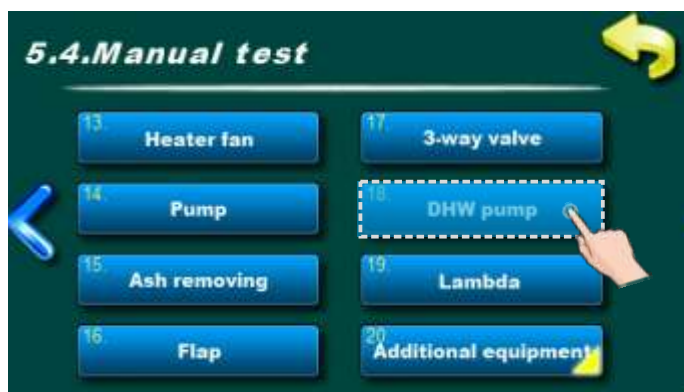 5.4.Manual test
13.
Heater fan
14.
Pump
15.
Ash removing
16.
Flap
17.
3-way valve
18.
DHW pump
19.
Lambda
20
Additional equipment